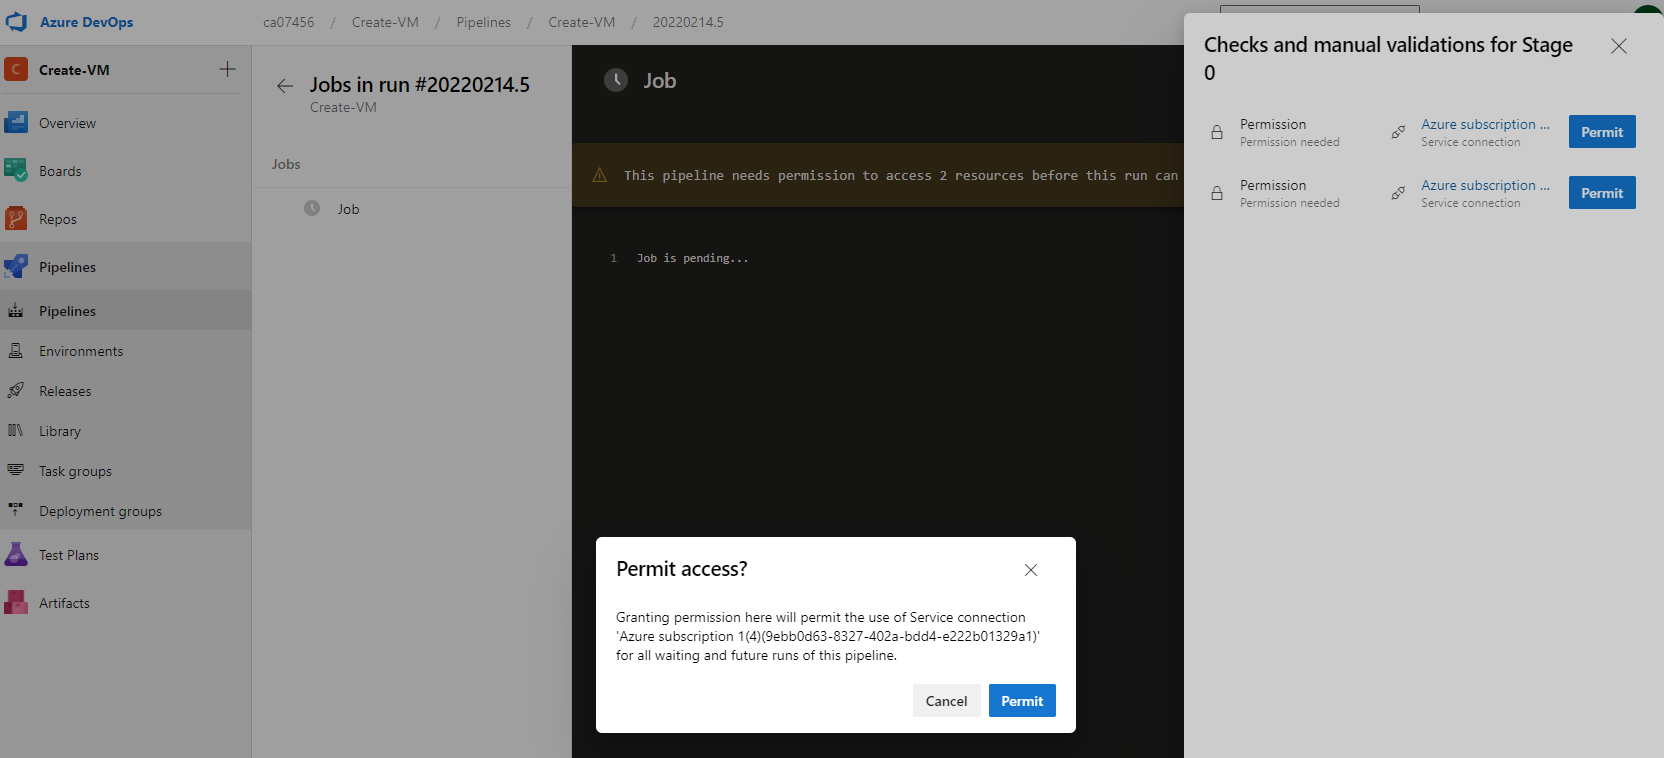 Azure DevOps
ca07456 / Create-VM / Pipelines / Create-VM / 20220214.5
C Create-VM
Overview
Boards
Repos
Pipelines
Pipelines
Environments
Releases
Library
Task groups
Deployment groups
Test Plans
Artifacts
Jobs in run #20220214.5
Create-VM
Jobs
Job
Job
This pipeline needs permission to access 2 resources before this run can
1 Job is pending...
Checks and manual validations for Stage
0
Permission
Permission needed
Azure subscription ...
Service connection
Permit
Permission
Permission needed
Azure subscription ...
Service connection
Permit
Permit access?
Granting permission here will permit the use of Service connection
'Azure subscription 1(4)(9ebb0d63-8327-402a-bdd4-e222b01329a1)'
for all waiting and future runs of this pipeline.
Cancel
Permit